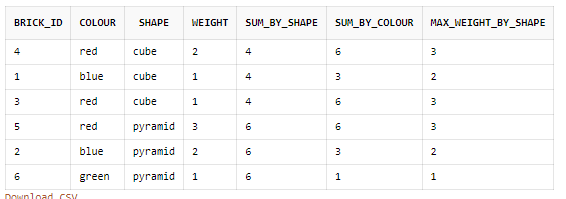 BRICK_ID COLOUR SHAPE WEIGHT SUM_BY_SHAPE SUM_BY_COLOUR MAX_WEIGHT_BY_SHAPE
4 red cube 2 4 6 3
1 blue cube 1 4 3 2
3 red cube 1 4 6 3
5 red pyramid 3 6 6 3
2 blue pyramid 2 6 3 2
6 green pyramid 1 6 1 1
Download CSV